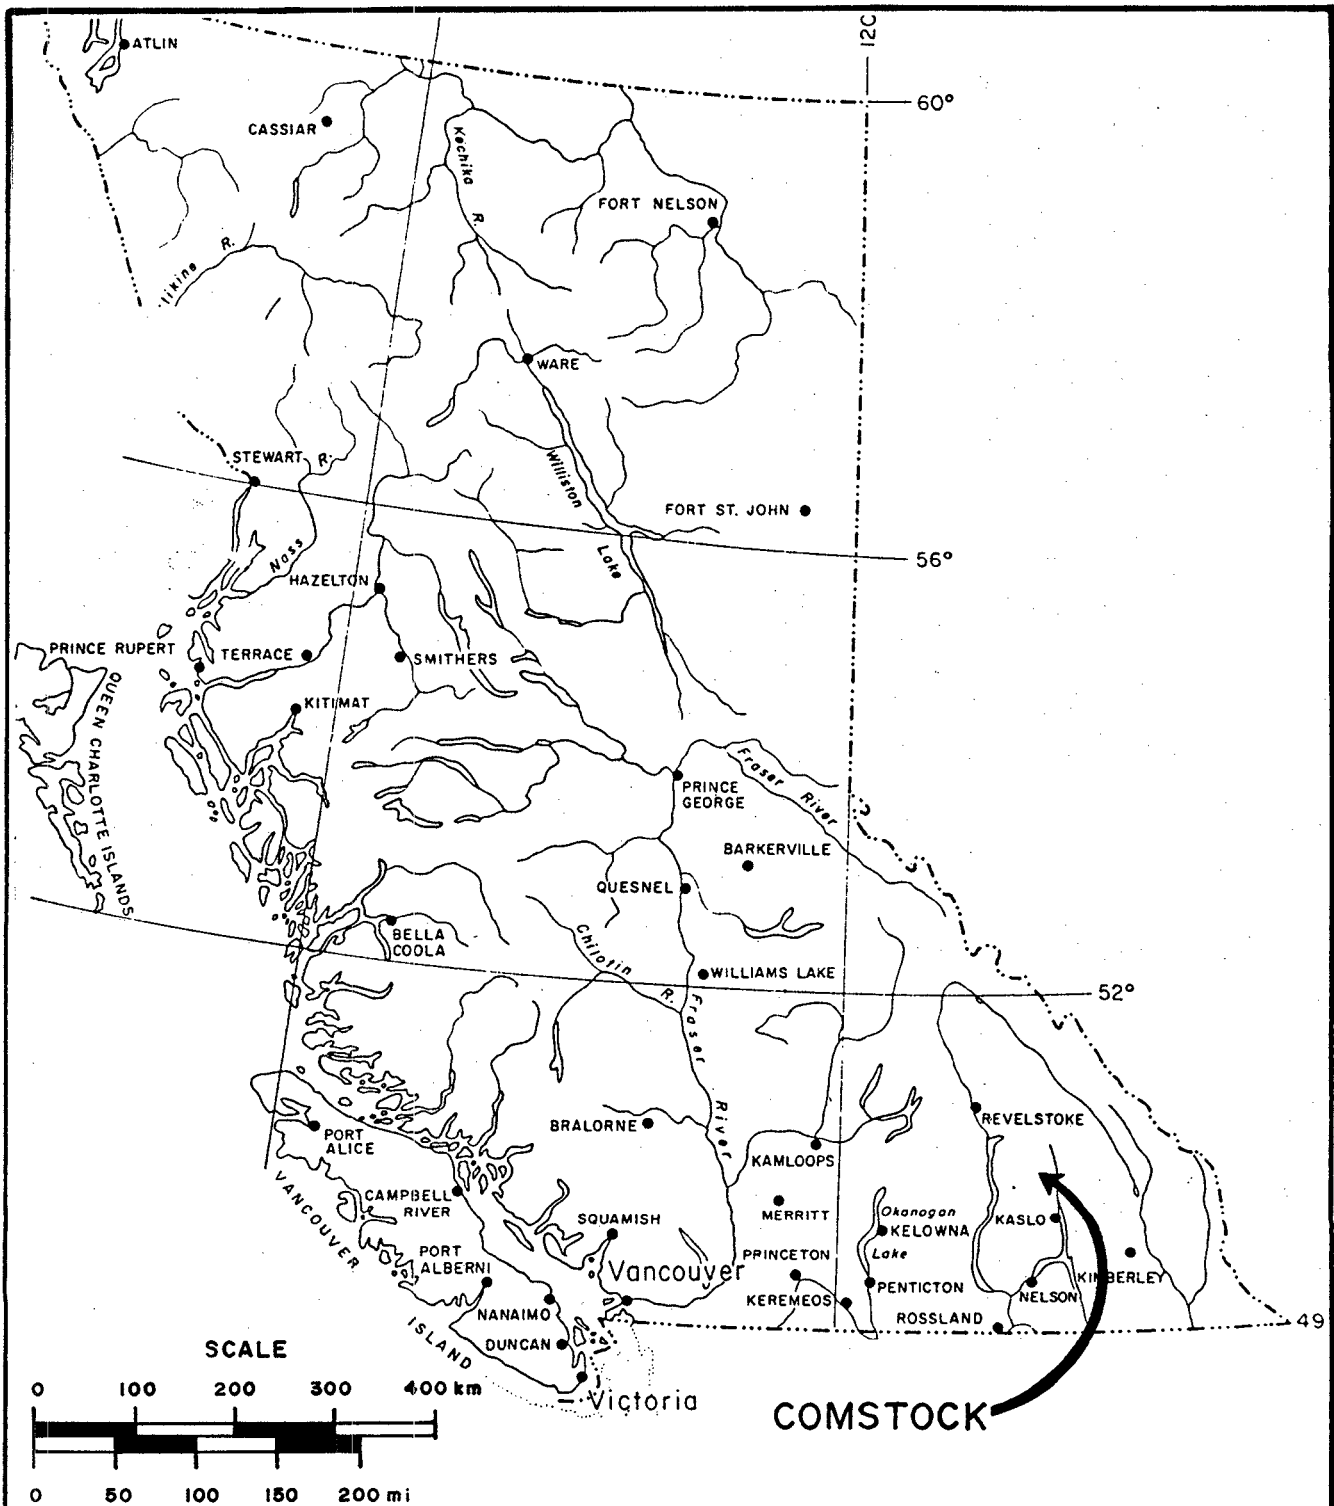 ATLIN
12C
60°
CASSIAR
Kechika
R.
FORT NELSON
likine R.
WARE
STEWART
R.
Williston
Lake
FORT ST. JOHN
56°
Nass
HAZELTON
PRINCE RUPERT
TERRACE
SMITHERS
KITIMAT
QUEEN CHARLOTTE ISLANDS
Fraser River
PRINCE
GEORGE
BARKERVILLE
QUESNEL
BELLA
COOLA
Chilotin
R.
WILLIAMS LAKE
52°
Fraser
River
BRALORNE
REVELSTOKE
PORT
ALICE
KAMLOOPS
VANCOUVER
ISLAND
CAMPBELL
RIVER
MERRITT
Okanogan
Lake
KELOWNA
KASLO
SQUAMISH
PORT
ALBERNI
Vancouver
PRINCETON
PENTICTON
KIMBERLEY
NELSON
NANAIMO
KEREMEOS
ROSSLAND
49
DUNCAN
Victoria
SCALE
0 100 200 300 400 km
COMSTOCK
0 50 100 150 200 mi